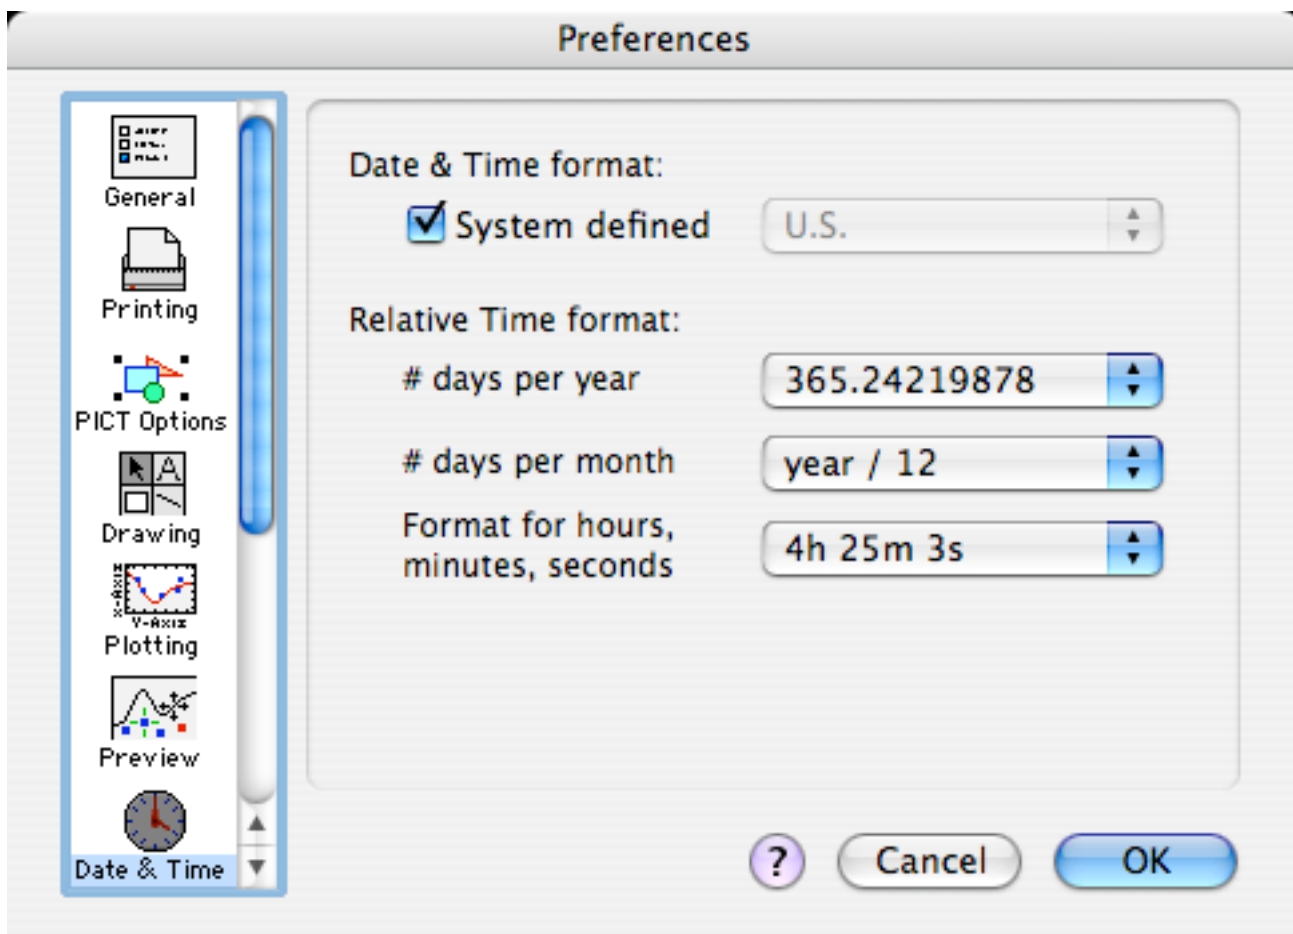 Preferences
General
Printing
PICT Options
Drawing
X-Axis
Y-Axis
Plotting
Preview
Date & Time
Date & Time format:
System defined
U.S.
Relative Time format:
# days per year
365.24219878
# days per month
year / 12
Format for hours,
minutes, seconds
4h 25m 3s
?
Cancel
OK